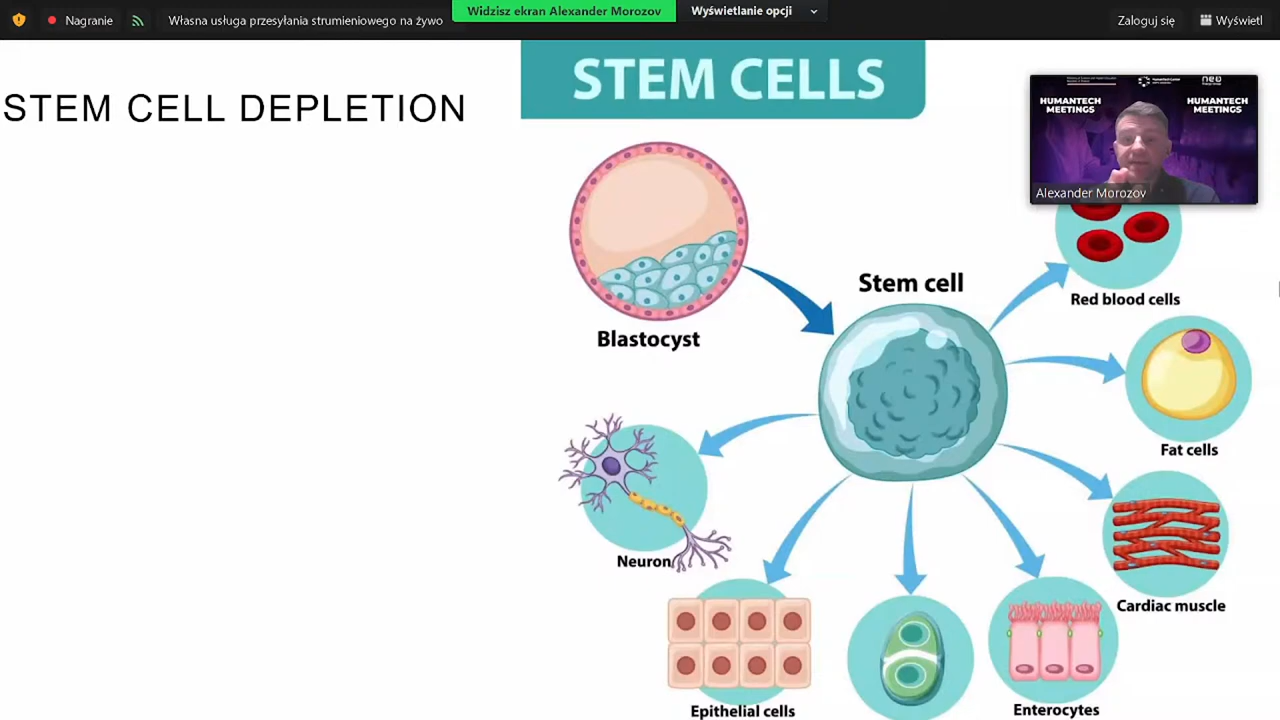 Nagranie
Własna usługa przesyłania strumieniowego na żywo
Widzisz ekran Alexander Morozov
Wyświetlanie opcji
Zaloguj się
Wyświetl
STEM CELL DEPLETION
STEM CELLS
HUMANTECH
MEETINGS
HUMANTECH
MEETINGS
Alexander Morozov
Blastocyst
Stem cell
Red blood cells
Fat cells
Cardiac muscle
Neuron
Epithelial cells
Enterocytes